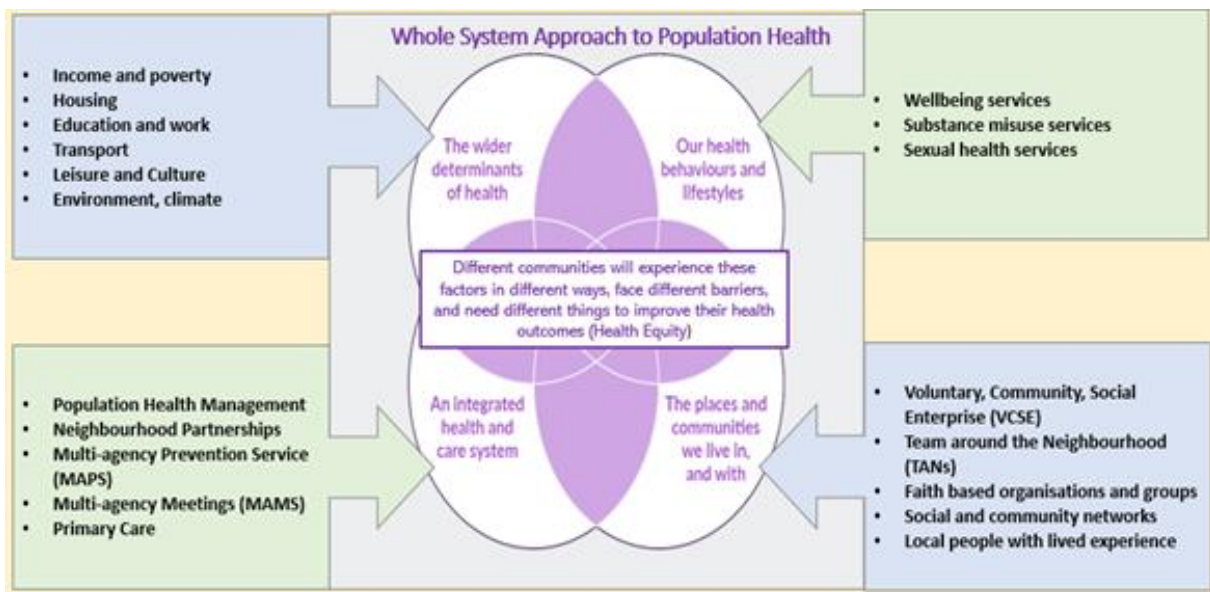 Whole System Approach to Population Health
• Income and poverty
• Housing
• Education and work
• Transport
• Leisure and Culture
• Environment, climate
The wider
determinants
of health
Our health
behaviours and
lifestyles
• Wellbeing services
• Substance misuse services
• Sexual health services
Different communities will experience these
factors in different ways, face different barriers,
and need different things to improve their health
outcomes (Health Equity)
• Population Health Management
• Neighbourhood Partnerships
• Multi-agency Prevention Service
(MAPS)
• Multi-agency Meetings (MAMS)
• Primary Care
An integrated
health and
care system
The places and
communities
we live in,
and with
• Voluntary, Community, Social
Enterprise (VCSE)
• Team around the Neighbourhood
(TANs)
• Faith based organisations and groups
• Social and community networks
• Local people with lived experience